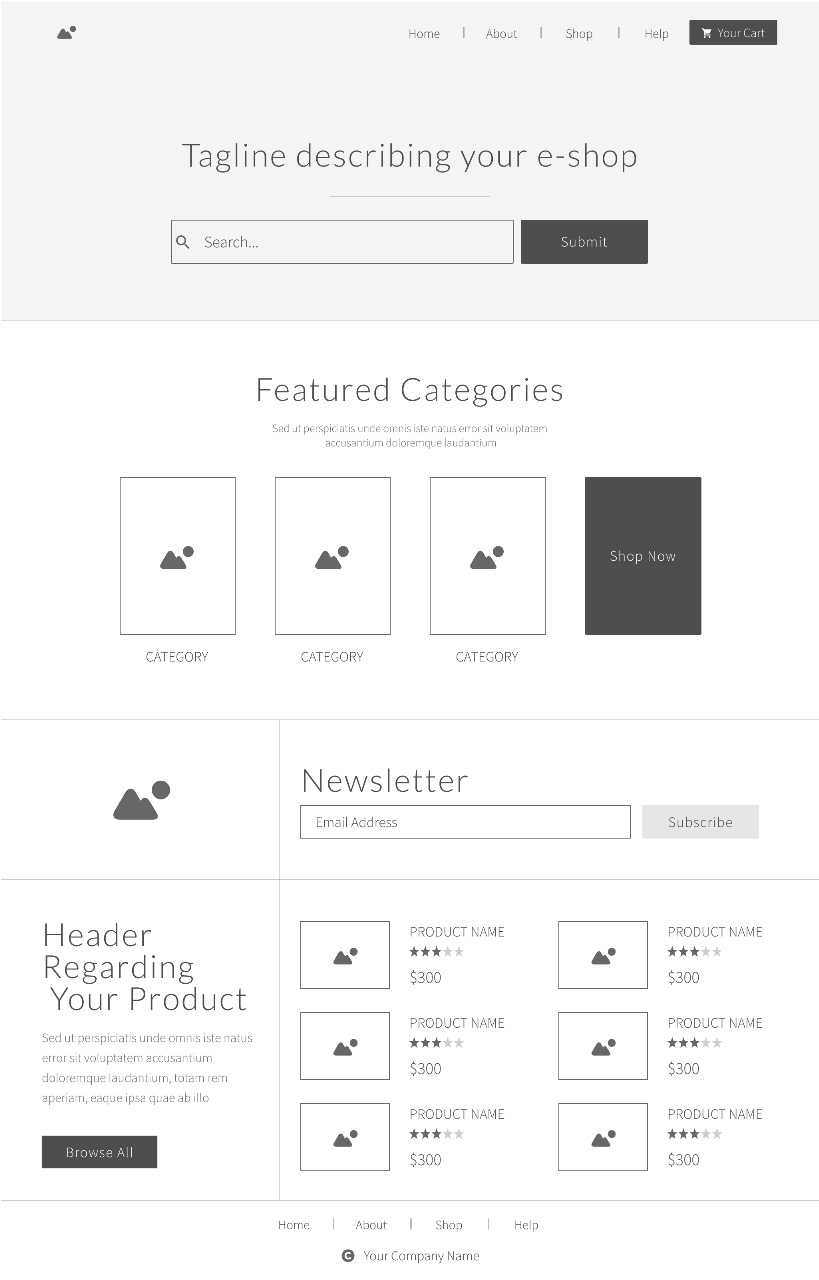 Home | About | Shop | Help
Your Cart
Tagline describing your e-shop
Search...
Submit
Featured Categories
Sed ut perspiciatis unde omnis iste natus error sit voluptatem
accusantium doloremque laudantium
Shop Now
CATEGORY
CATEGORY
CATEGORY
Newsletter
Email Address
Subscribe
Header
Regarding
Your Product
Sed ut perspiciatis unde omnis iste natus
error sit voluptatem accusantium
doloremque laudantium, totam rem
aperiam, eaque ipsa quae ab illo
Browse All
PRODUCT NAME
$300
PRODUCT NAME
$300
PRODUCT NAME
$300
PRODUCT NAME
$300
PRODUCT NAME
$300
PRODUCT NAME
$300
Home | About | Shop | Help
© Your Company Name